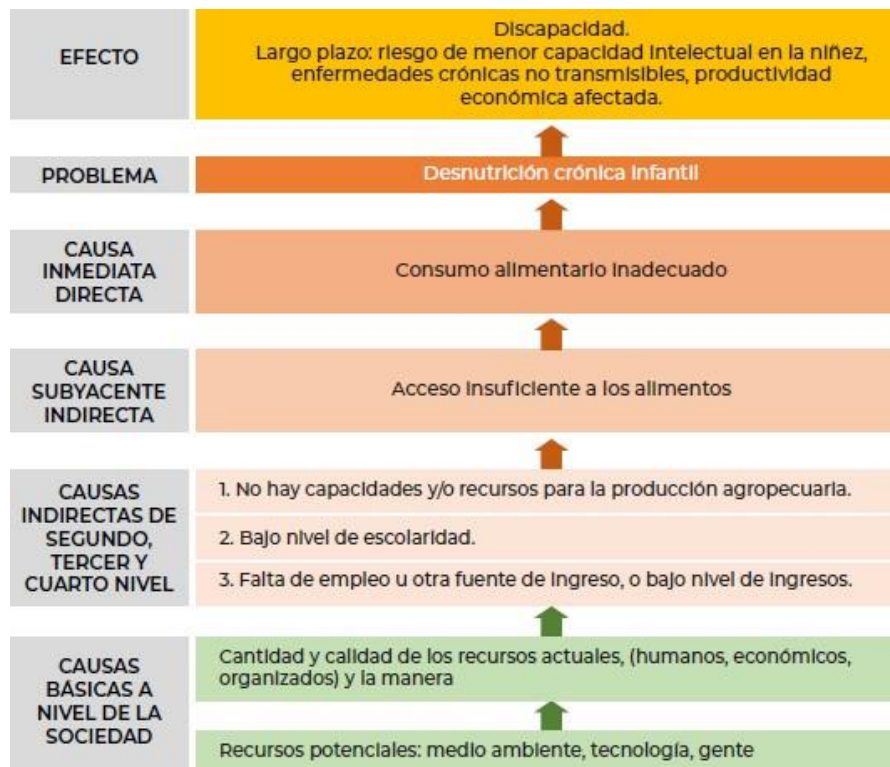 EFECTO
Discapacidad.
Largo plazo: riesgo de menor capacidad intelectual en la niñez,
enfermedades crónicas no transmisibles, productividad
económica afectada.
PROBLEMA
Desnutrición crónica infantil
CAUSA
INMEDIATA
DIRECTA
Consumo alimentario inadecuado
CAUSA
SUBYACENTE
INDIRECTA
Acceso insuficiente a los alimentos
CAUSAS
INDIRECTAS DE
SEGUNDO,
TERCER Y
CUARTO NIVEL
1. No hay capacidades y/o recursos para la producción agropecuaria.
2. Bajo nivel de escolaridad.
3. Falta de empleo u otra fuente de ingreso, o bajo nivel de ingresos.
CAUSAS
BÁSICAS A
NIVEL DE LA
SOCIEDAD
Cantidad y calidad de los recursos actuales, (humanos, económicos,
organizados) y la manera
Recursos potenciales: medio ambiente, tecnología, gente